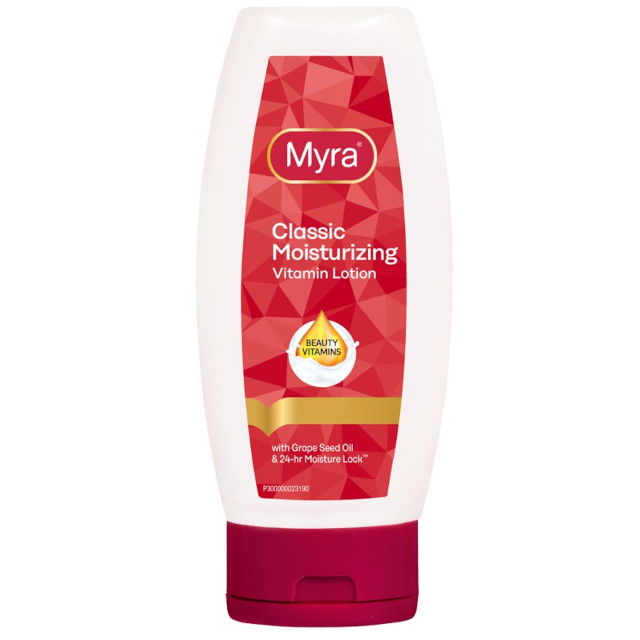 Myra®
Classic
Moisturizing
Vitamin Lotion
BEAUTY
VITAMINS
with Grape Seed Oil
& 24-hr Moisture Lock™
P300000023190